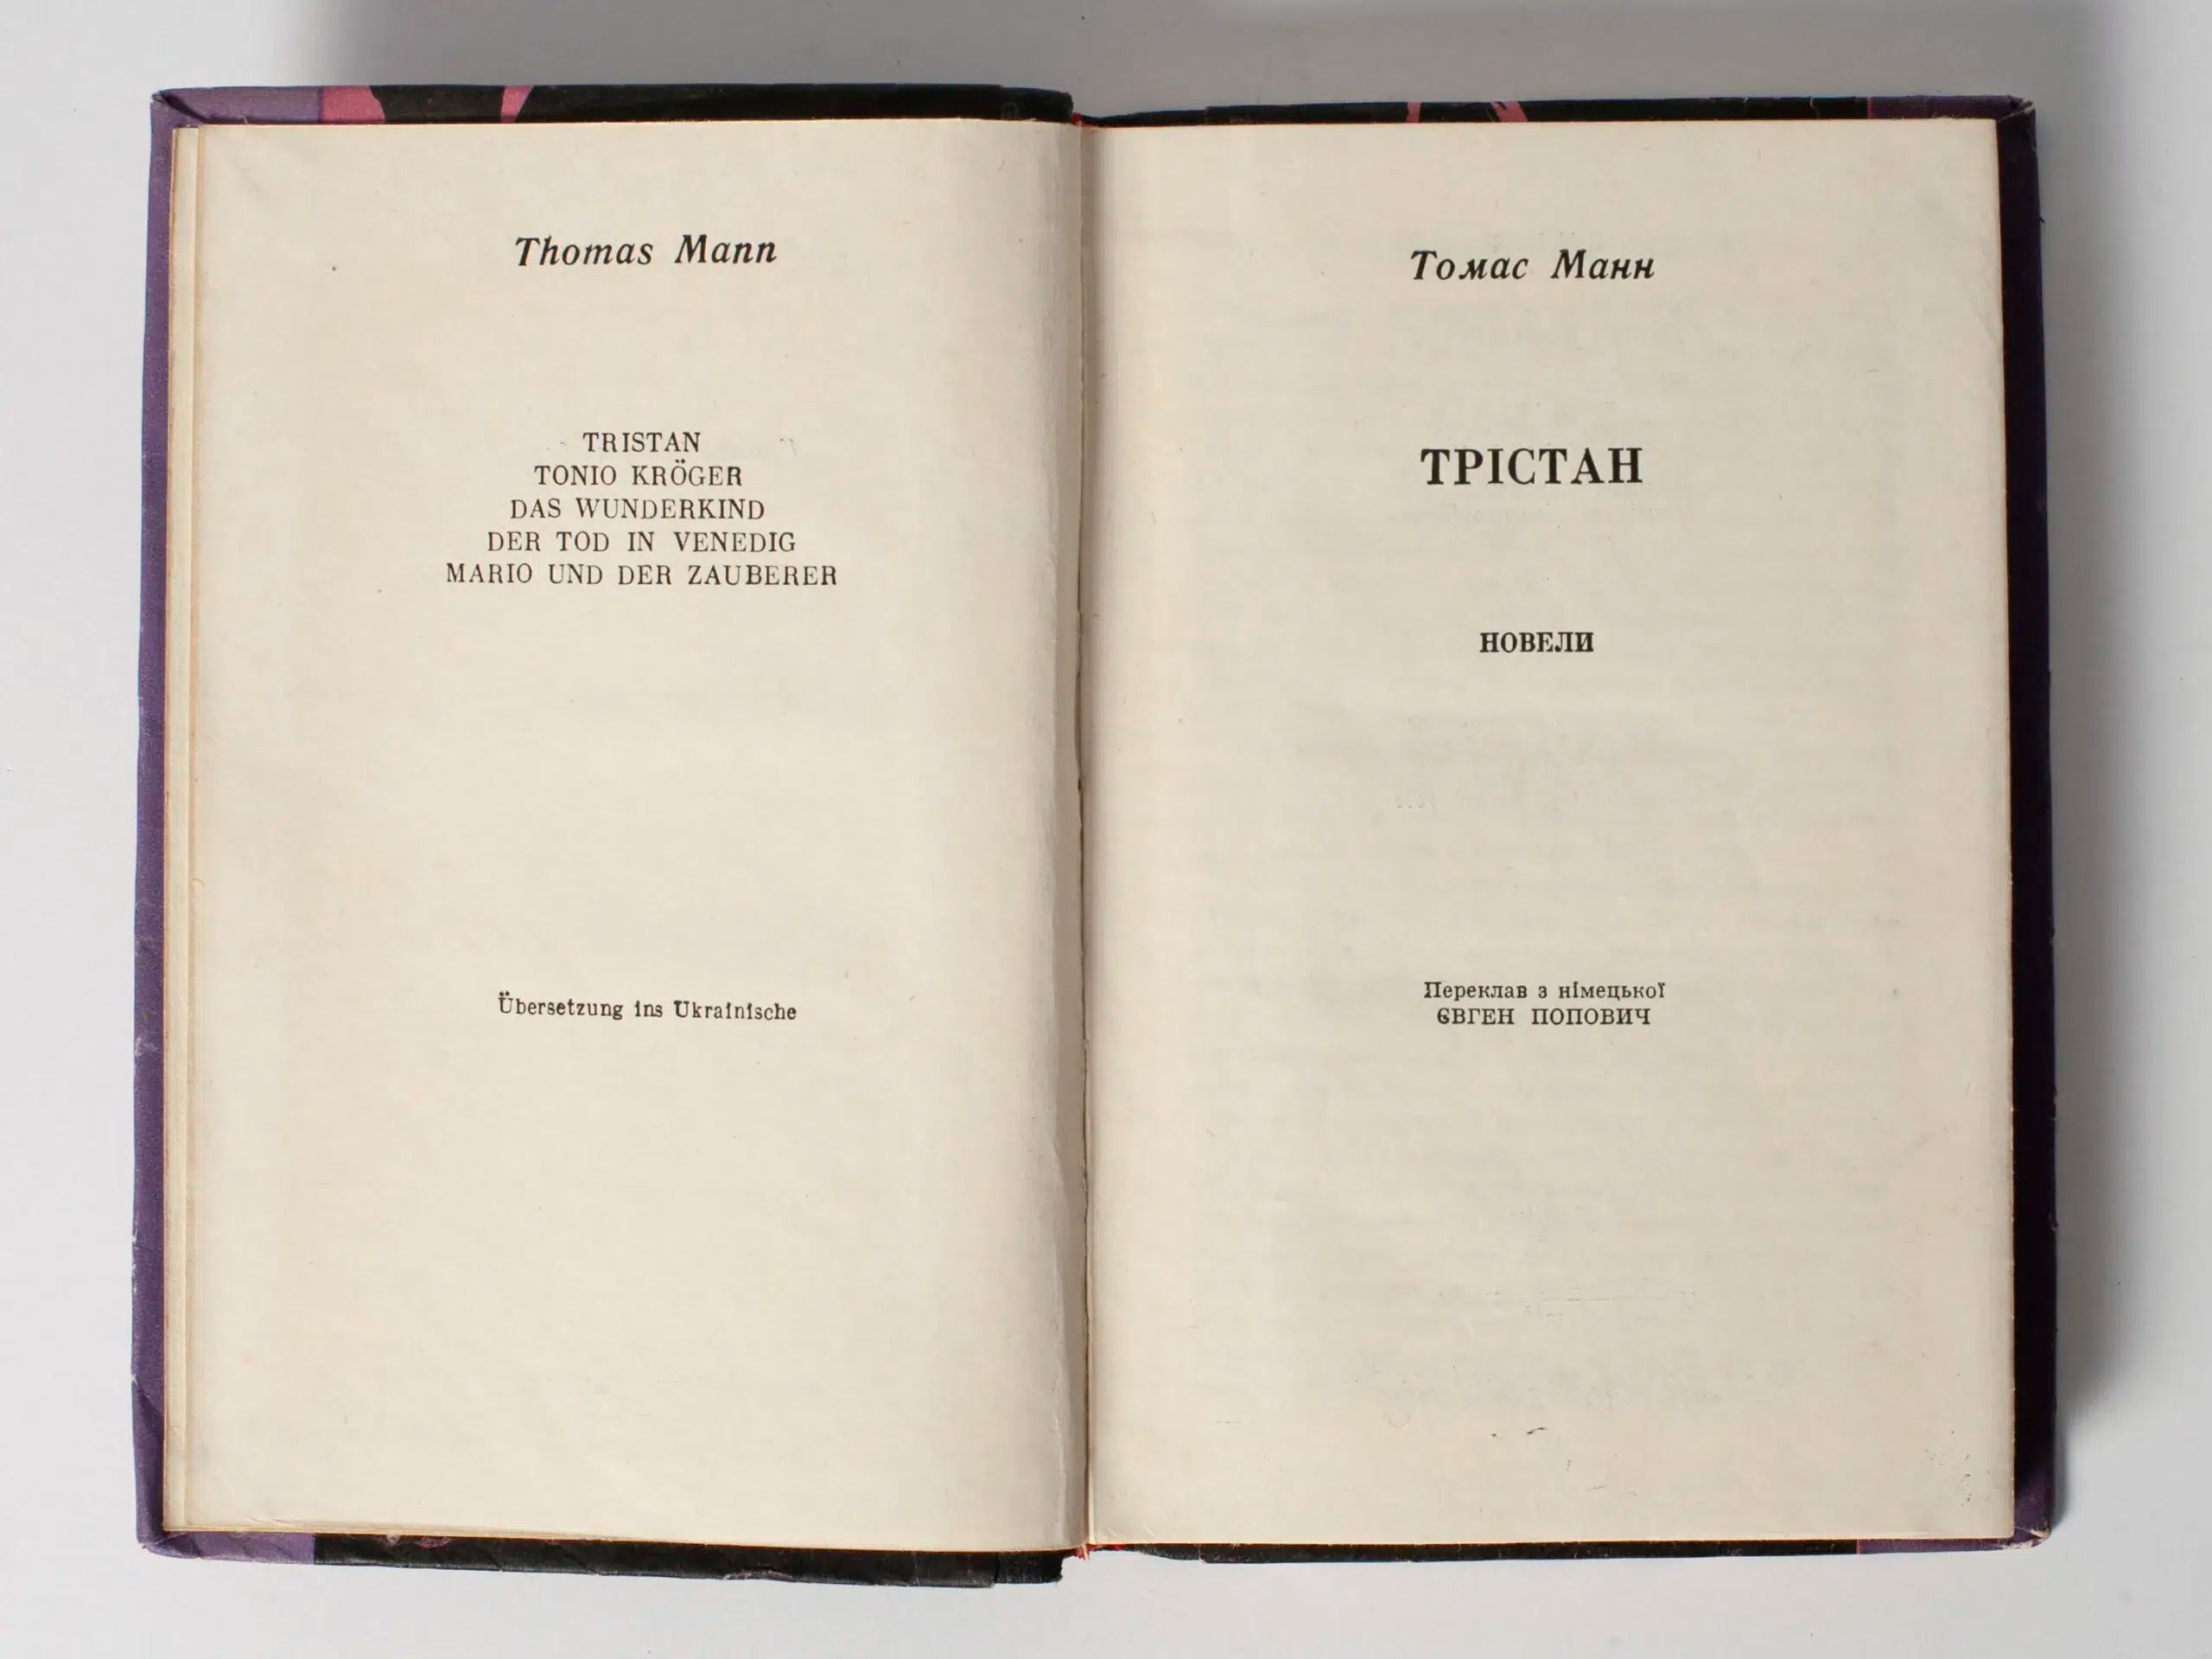 Thomas Mann
TRISTAN
TONIO KRÖGER
DAS WUNDERKIND
DER TOD IN VENEDIG
MARIO UND DER ZAUBERER
Übersetzung ins Ukrainische
Томас Манн
ТРІСТАН
НОВЕЛИ
Переклав з німецької
ЄВГЕН ПОПОВИЧ